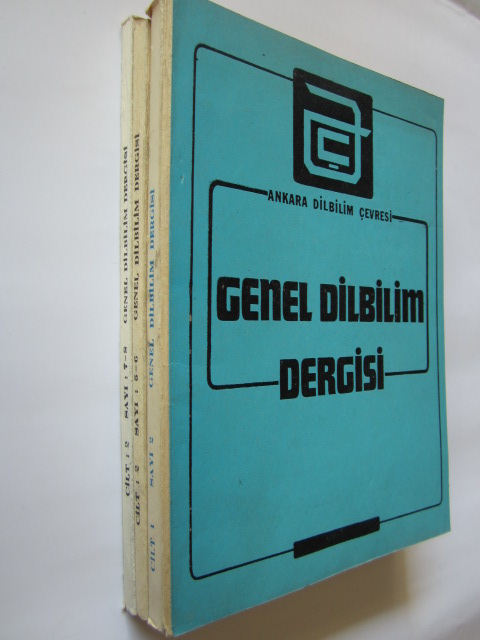 ANKARA DİLBİLİM ÇEVRESİ
GENEL DİLBİLİM
DERGİSİ
CİLT : 2 SAYI : 7-8 GENEL DİLBİLİM DERGİSİ
CİLT : 2 SAYI : 5-6 GENEL DİLBİLİM DERGİSİ
CİLT 1 SAYI 2 GENEL DİLBİLİM DERGİSİ